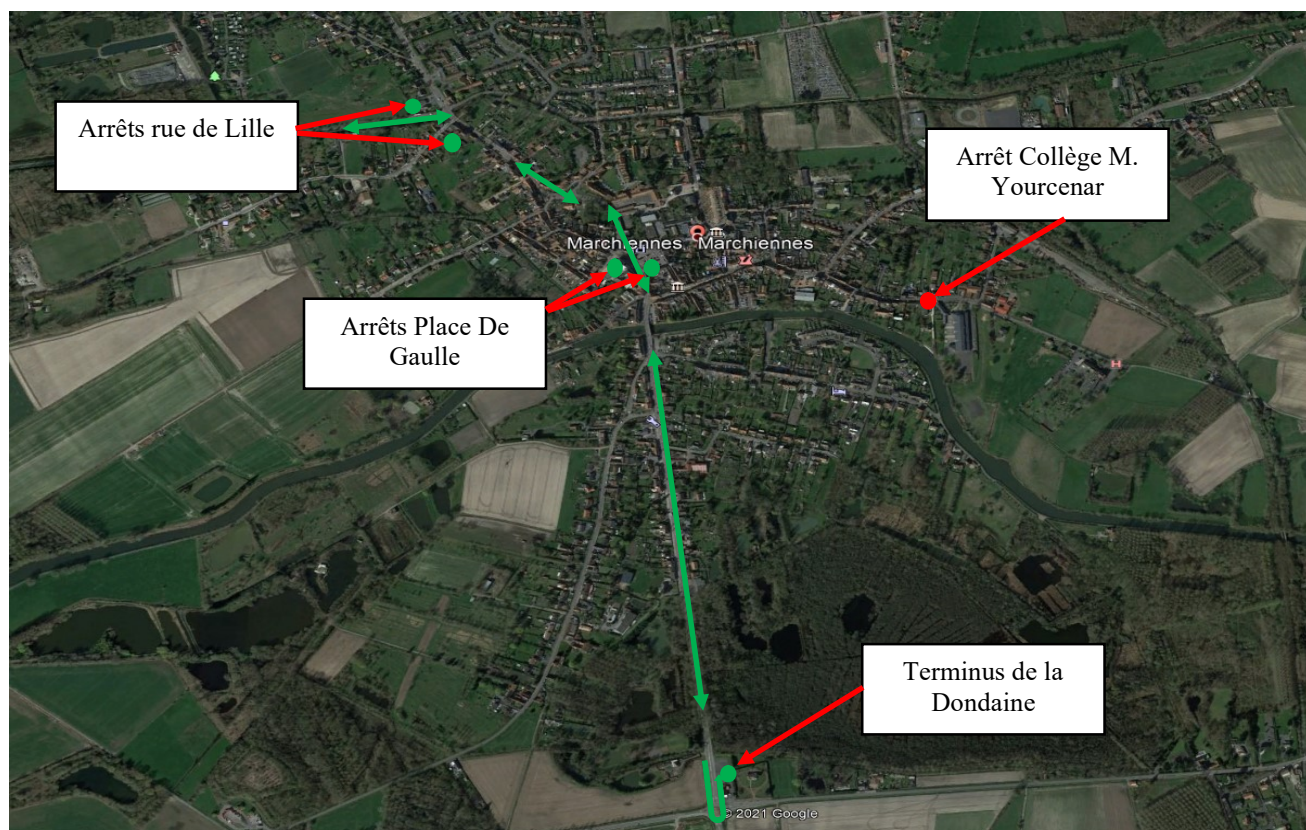 Arrêts rue de Lille
Arrêt Collège M.
Yourcenar
Marchiennes
Marchiennes
Arrêts Place De
Gaulle
Terminus de la
Dondaine
© 2021 Google